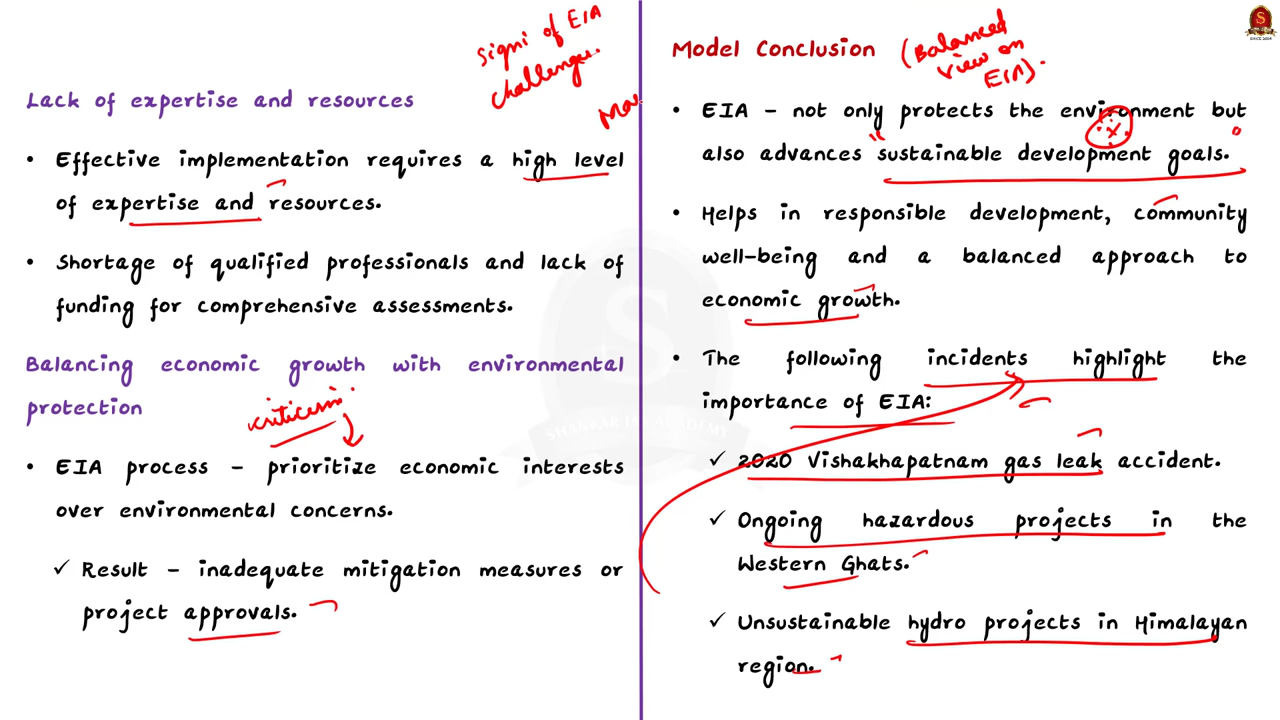 Signi of EIA
challenges.
Lack of expertise and resources
• Effective implementation requires a high level
of expertise and resources.
• Shortage of qualified professionals and lack of
funding for comprehensive assessments.
Balancing economic growth with environmental
protection
criticism
• EIA process – prioritize economic interests
over environmental concerns.
✓ Result – inadequate mitigation measures or
project approvals.
Model Conclusion (Balanced
view on
EIA).
• EIA – not only protects the environment but
also advances sustainable development goals.
• Helps in responsible development, community
well-being and a balanced approach to
economic growth.
• The following incidents highlight the
importance of EIA:
✓ 2020 Vishakhapatnam gas leak accident.
✓ Ongoing hazardous projects in the
Western Ghats.
✓ Unsustainable hydro projects in Himalayan
region.